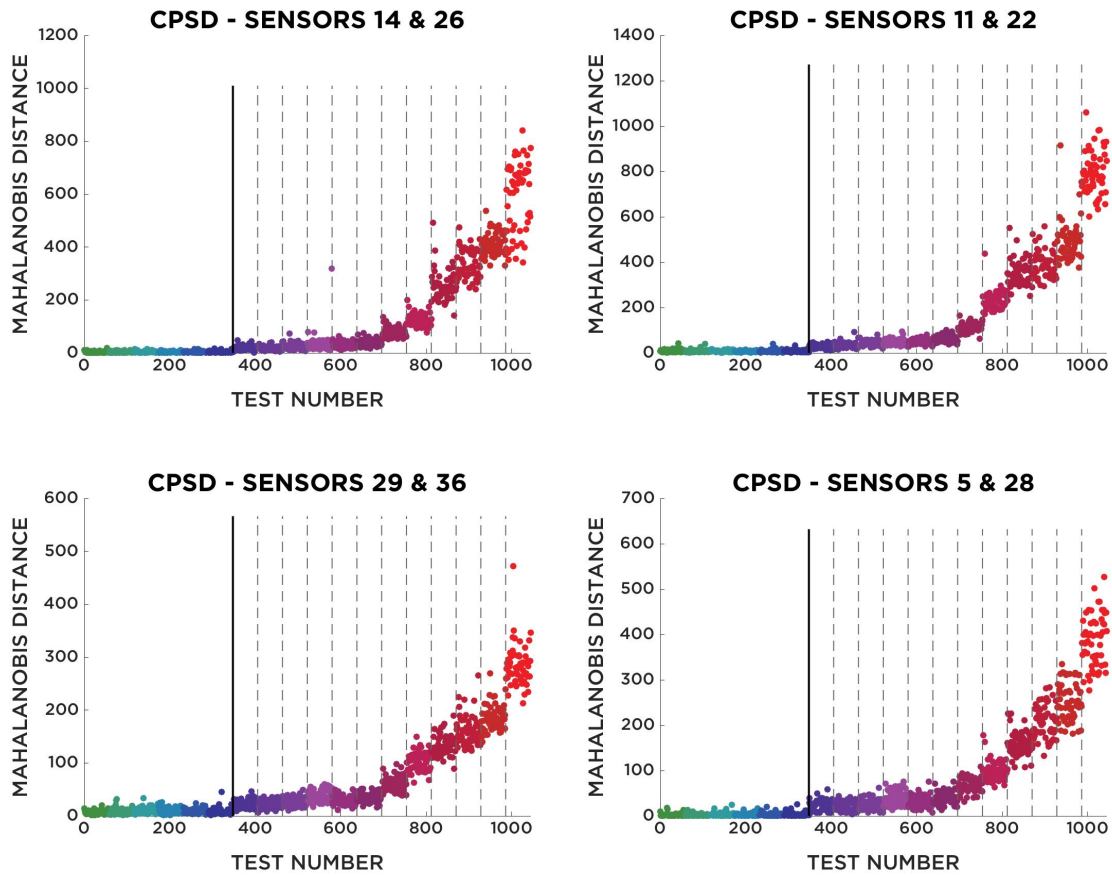 CPSD - SENSORS 14 & 26
1200
1000
800
600
400
200
0
MAHALANOBIS DISTANCE
0 200 400 600 800 1000
TEST NUMBER
CPSD - SENSORS 11 & 22
1400
1200
1000
800
600
400
200
0
MAHALANOBIS DISTANCE
0 200 400 600 800 1000
TEST NUMBER
CPSD - SENSORS 29 & 36
600
500
400
300
200
100
0
MAHALANOBIS DISTANCE
0 200 400 600 800 1000
TEST NUMBER
CPSD - SENSORS 5 & 28
700
600
500
400
300
200
100
0
MAHALANOBIS DISTANCE
0 200 400 600 800 1000
TEST NUMBER